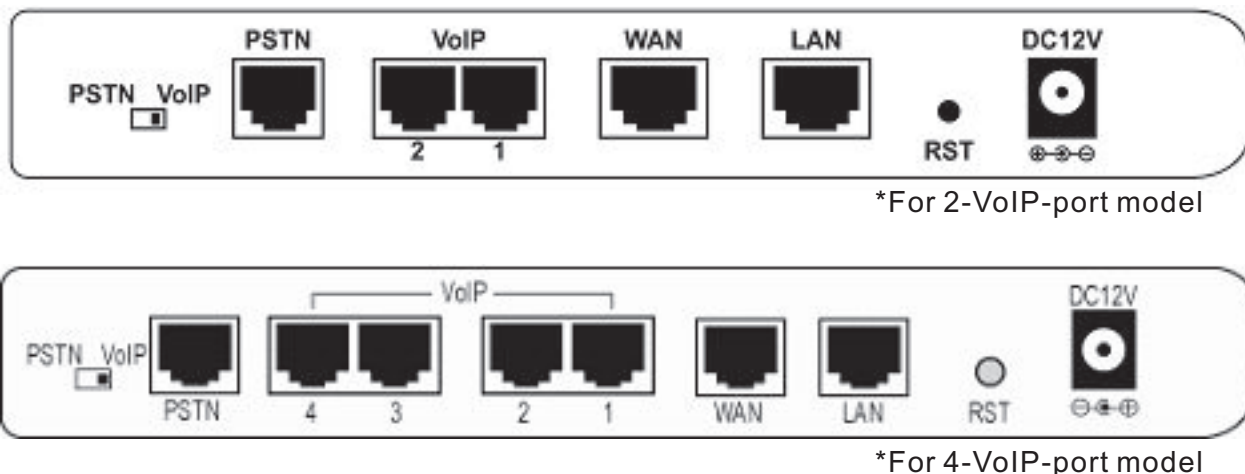 PSTN VoIP WAN LAN DC12V
PSTN VoIP
2 1
RST
*For 2-VoIP-port model
VoIP DC12V
PSTN VoIP
PSTN 4 3 2 1 WAN LAN RST
*For 4-VoIP-port model